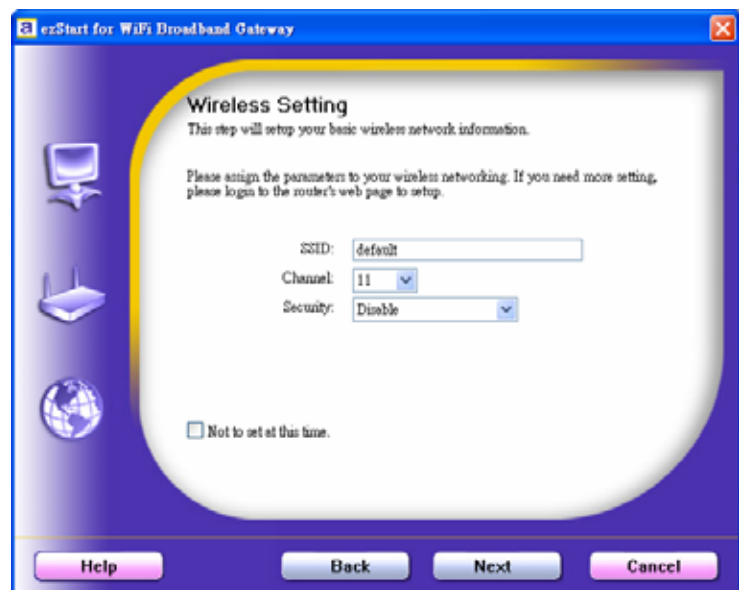 a ezStart for WiFi Broadband Gateway
Wireless Setting
This step will setup your basic wireless network information.
Please assign the parameters to your wireless networking. If you need more setting,
please login to the router's web page to setup.
SSID: default
Channel: 11
Security: Disable
Not to set at this time.
Help Back Next Cancel